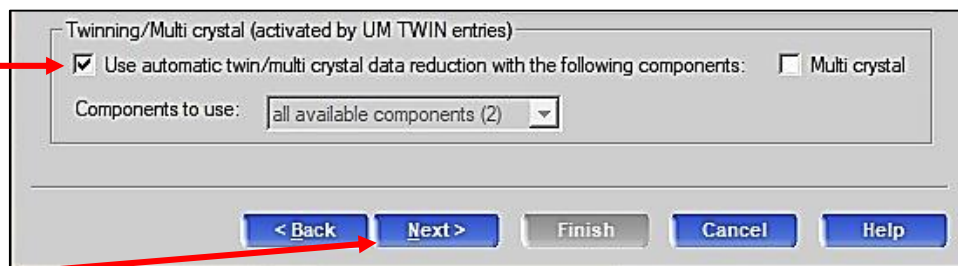 Twinning/Multi crystal (activated by UM TWIN entries)
Use automatic twin/multi crystal data reduction with the following components: Multi crystal
Components to use: all available components (2)
< Back Next > Finish Cancel Help